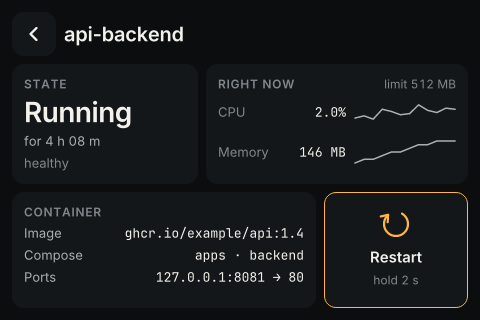 api-backend
STATE
Running
for 4 h 08 m
healthy
RIGHT NOW limit 512 MB
CPU 2.0%
Memory 146 MB
CONTAINER
Image ghcr.io/example/api:1.4
Compose apps · backend
Ports 127.0.0.1:8081 → 80
Restart
hold 2 s